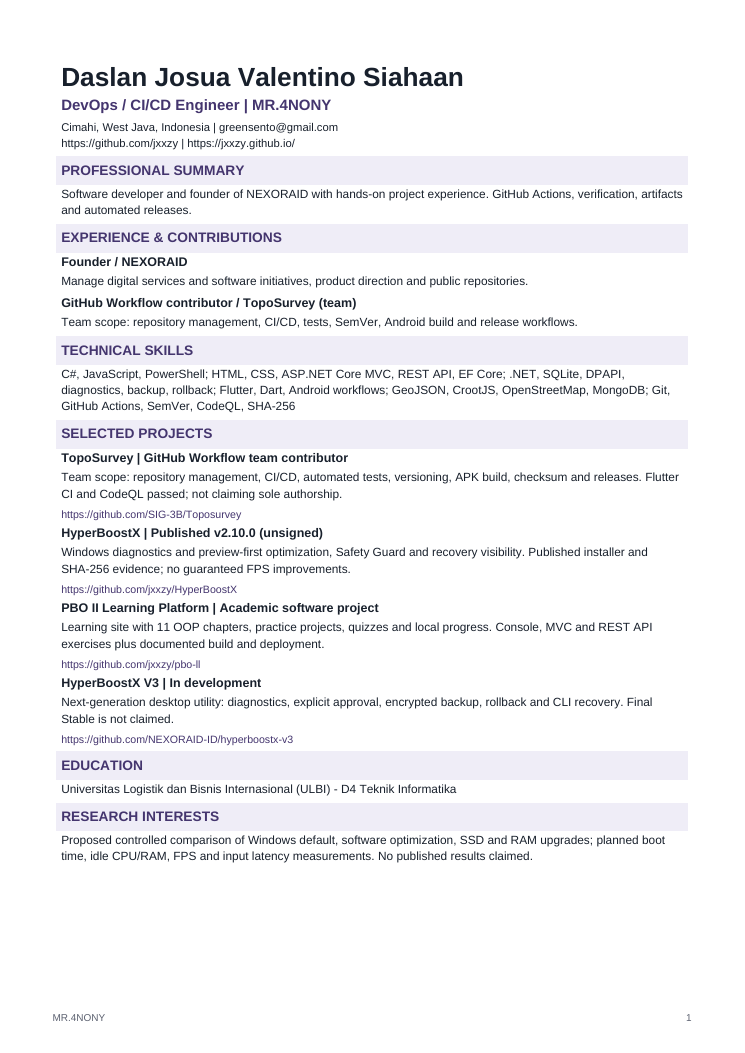 Daslan Josua Valentino Siahaan
DevOps / CI/CD Engineer | MR.4NONY
Cimahi, West Java, Indonesia | greensento@gmail.com
https://github.com/jxxzy | https://jxxzy.github.io/
PROFESSIONAL SUMMARY
Software developer and founder of NEXORAID with hands-on project experience. GitHub Actions, verification, artifacts
and automated releases.
EXPERIENCE & CONTRIBUTIONS
Founder / NEXORAID
Manage digital services and software initiatives, product direction and public repositories.
GitHub Workflow contributor / TopoSurvey (team)
Team scope: repository management, CI/CD, tests, SemVer, Android build and release workflows.
TECHNICAL SKILLS
C#, JavaScript, PowerShell; HTML, CSS, ASP.NET Core MVC, REST API, EF Core; .NET, SQLite, DPAPI,
diagnostics, backup, rollback; Flutter, Dart, Android workflows; GeoJSON, CrootJS, OpenStreetMap, MongoDB; Git,
GitHub Actions, SemVer, CodeQL, SHA-256
SELECTED PROJECTS
TopoSurvey | GitHub Workflow team contributor
Team scope: repository management, CI/CD, automated tests, versioning, APK build, checksum and releases. Flutter
CI and CodeQL passed; not claiming sole authorship.
https://github.com/SIG-3B/Toposurvey
HyperBoostX | Published v2.10.0 (unsigned)
Windows diagnostics and preview-first optimization, Safety Guard and recovery visibility. Published installer and
SHA-256 evidence; no guaranteed FPS improvements.
https://github.com/jxxzy/HyperBoostX
PBO II Learning Platform | Academic software project
Learning site with 11 OOP chapters, practice projects, quizzes and local progress. Console, MVC and REST API
exercises plus documented build and deployment.
https://github.com/jxxzy/pbo-ll
HyperBoostX V3 | In development
Next-generation desktop utility: diagnostics, explicit approval, encrypted backup, rollback and CLI recovery. Final
Stable is not claimed.
https://github.com/NEXORAID-ID/hyperboostx-v3
EDUCATION
Universitas Logistik dan Bisnis Internasional (ULBI) - D4 Teknik Informatika
RESEARCH INTERESTS
Proposed controlled comparison of Windows default, software optimization, SSD and RAM upgrades; planned boot
time, idle CPU/RAM, FPS and input latency measurements. No published results claimed.
MR.4NONY
1